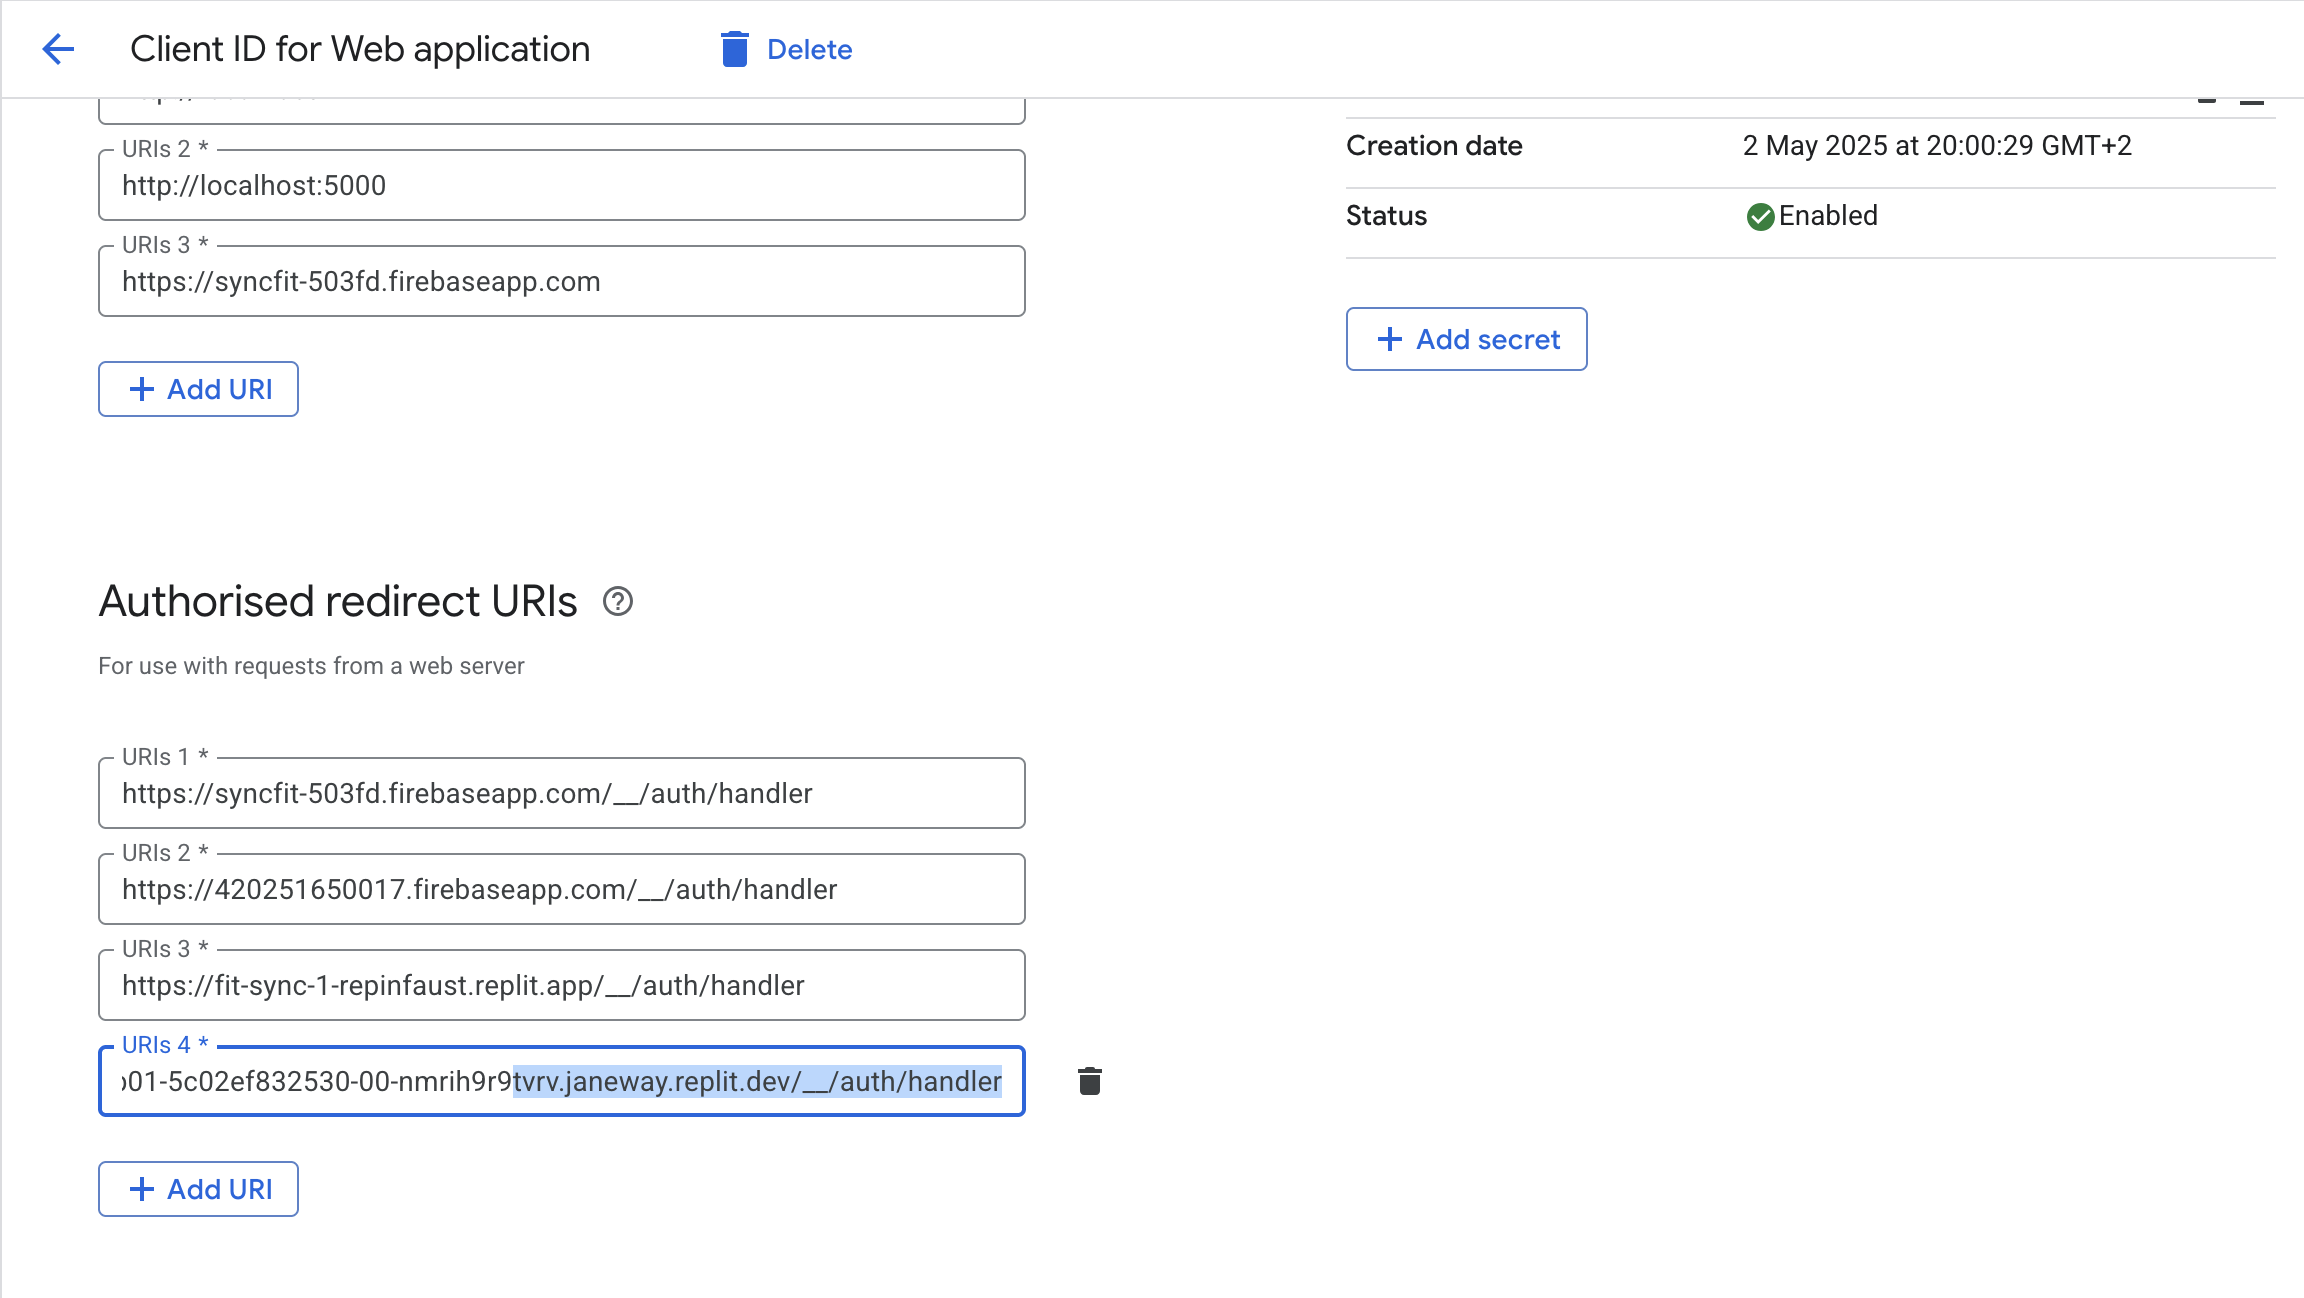 Client ID for Web application
Delete
URIs 2 *
http://localhost:5000
URIs 3 *
https://syncfit-503fd.firebaseapp.com
Add URI
Creation date
2 May 2025 at 20:00:29 GMT+2
Status
Enabled
Add secret
Authorised redirect URIs
For use with requests from a web server
URIs 1 *
https://syncfit-503fd.firebaseapp.com/__/auth/handler
URIs 2 *
https://420251650017.firebaseapp.com/__/auth/handler
URIs 3 *
https://fit-sync-1-repinfaust.replit.app/__/auth/handler
URIs 4 *
01-5c02ef832530-00-nmrih9r9tvrv.janeway.replit.dev/__/auth/handler
Add URI